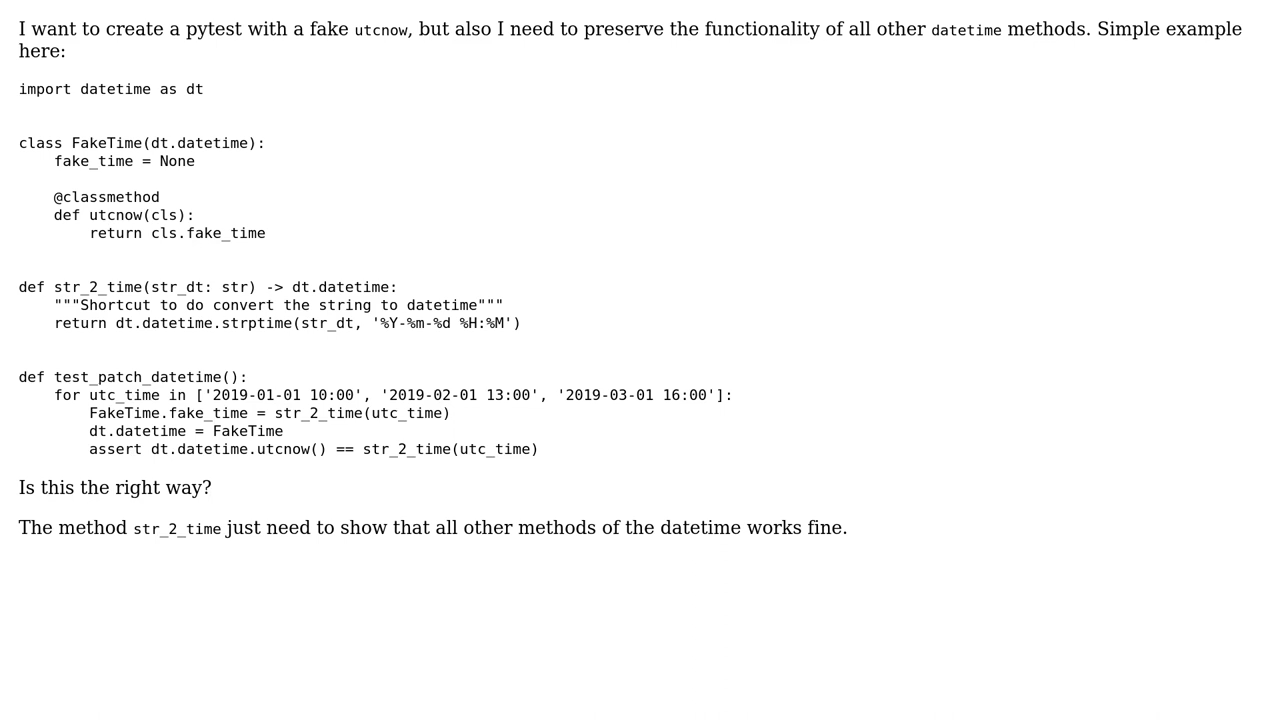 I want to create a pytest with a fake utcnow, but also I need to preserve the functionality of all other datetime methods. Simple example
here:
import datetime as dt
class FakeTime(dt.datetime):
    fake_time = None
    @classmethod
    def utcnow(cls):
        return cls.fake_time
def str_2_time(str_dt: str) -> dt.datetime:
    """Shortcut to do convert the string to datetime"""
    return dt.datetime.strptime(str_dt, '%Y-%m-%d %H:%M')
def test_patch_datetime():
    for utc_time in ['2019-01-01 10:00', '2019-02-01 13:00', '2019-03-01 16:00']:
        FakeTime.fake_time = str_2_time(utc_time)
        dt.datetime = FakeTime
        assert dt.datetime.utcnow() == str_2_time(utc_time)
Is this the right way?
The method str_2_time just need to show that all other methods of the datetime works fine.